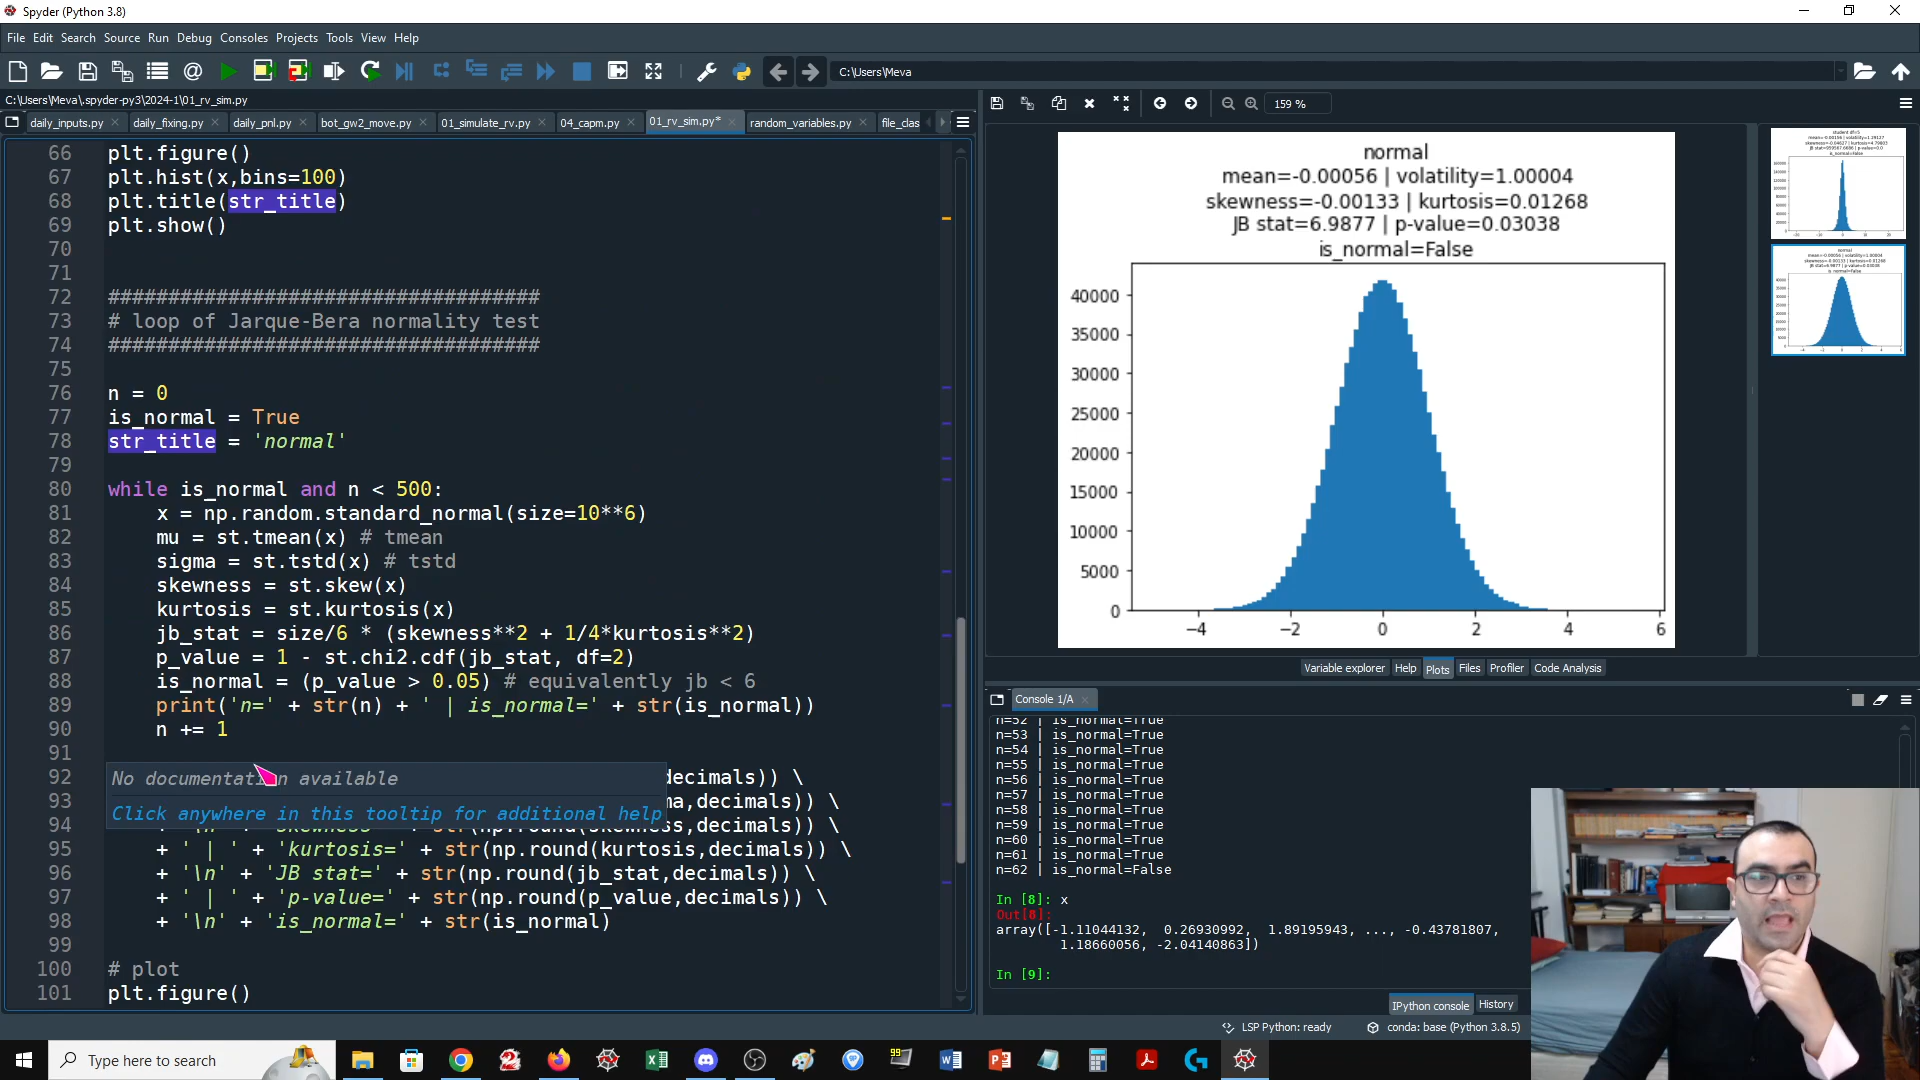 Spyder (Python 3.8)
File Edit Search Source Run Debug Consoles Projects Tools View Help
C:\Users\Meva
C:\Users\Meva\.spyder-py3\2024-1\01_rv_sim.py
daily_inputs.py daily_fixing.py daily_pnl.py bot_gw2_move.py 01_simulate_rv.py 04_capm.py 01_rv_sim.py* random_variables.py file_clas
66 plt.figure()
67 plt.hist(x,bins=100)
68 plt.title(str_title)
69 plt.show()
70
71
72 ####################################
73 # loop of Jarque-Bera normality test
74 ####################################
75
76 n = 0
77 is_normal = True
78 str_title = 'normal'
79
80 while is_normal and n < 500:
81 x = np.random.standard_normal(size=10**6)
82 mu = st.tmean(x) # tmean
83 sigma = st.tstd(x) # tstd
84 skewness = st.skew(x)
85 kurtosis = st.kurtosis(x)
86 jb_stat = size/6 * (skewness**2 + 1/4*kurtosis**2)
87 p_value = 1 - st.chi2.cdf(jb_stat, df=2)
88 is_normal = (p_value > 0.05) # equivalently jb < 6
89 print('n=' + str(n) + ' | is_normal=' + str(is_normal))
90 n += 1
91
No documentation available
Click anywhere in this tooltip for additional help
92 decimals)) \
93 ma,decimals)) \
94 + '\n' + 'skewness=' + str(np.round(skewness,decimals)) \
95 + ' | ' + 'kurtosis=' + str(np.round(kurtosis,decimals)) \
96 + '\n' + 'JB stat=' + str(np.round(jb_stat,decimals)) \
97 + ' | ' + 'p-value=' + str(np.round(p_value,decimals)) \
98 + '\n' + 'is_normal=' + str(is_normal)
99
100 # plot
101 plt.figure()
159 %
normal
mean=-0.00056 | volatility=1.00004
skewness=-0.00133 | kurtosis=0.01268
JB stat=6.9877 | p-value=0.03038
is_normal=False
40000
35000
30000
25000
20000
15000
10000
5000
0
−4 −2 0 2 4 6
Variable explorer Help Plots Files Profiler Code Analysis
Console 1/A
n=52 | is_normal=True
n=53 | is_normal=True
n=54 | is_normal=True
n=55 | is_normal=True
n=56 | is_normal=True
n=57 | is_normal=True
n=58 | is_normal=True
n=59 | is_normal=True
n=60 | is_normal=True
n=61 | is_normal=True
n=62 | is_normal=False
In [8]: x
Out[8]:
array([-1.11044132, 0.26930992, 1.89195943, ..., -0.43781807,
1.18660056, -2.04140863])
In [9]:
IPython console History
LSP Python: ready conda: base (Python 3.8.5)
Type here to search
99